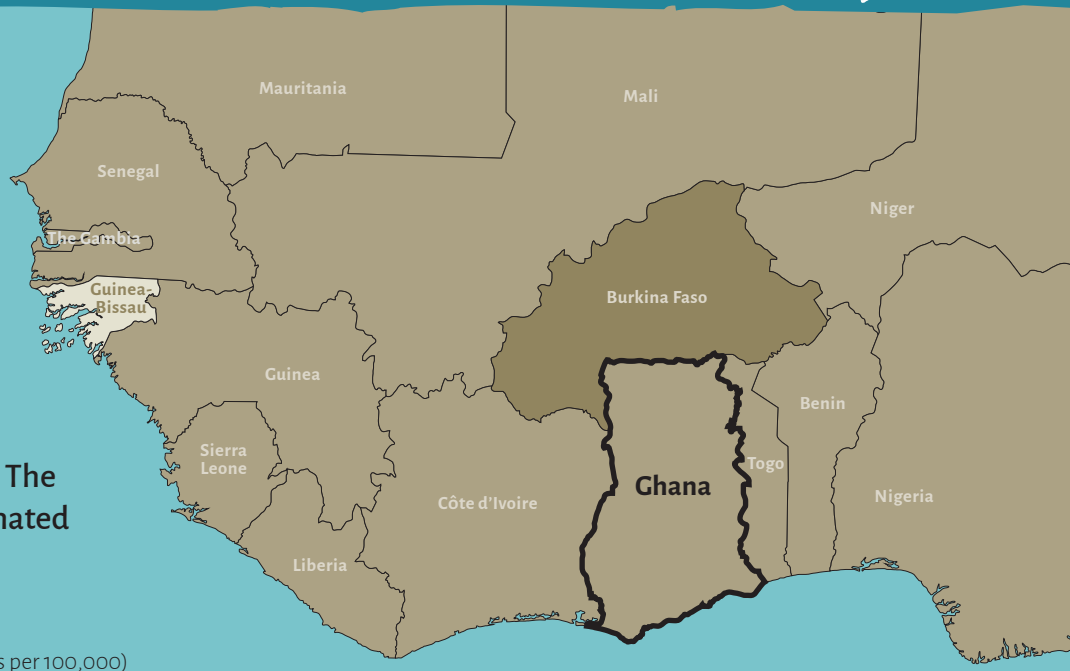 Mauritania
Mali
Senegal
Niger
The Gambia
Guinea-
Bissau
Burkina Faso
Guinea
Benin
Sierra
Leone
Togo
The
Ghana
Nigeria
Côte d'Ivoire
nated
Liberia
s per 100,000)